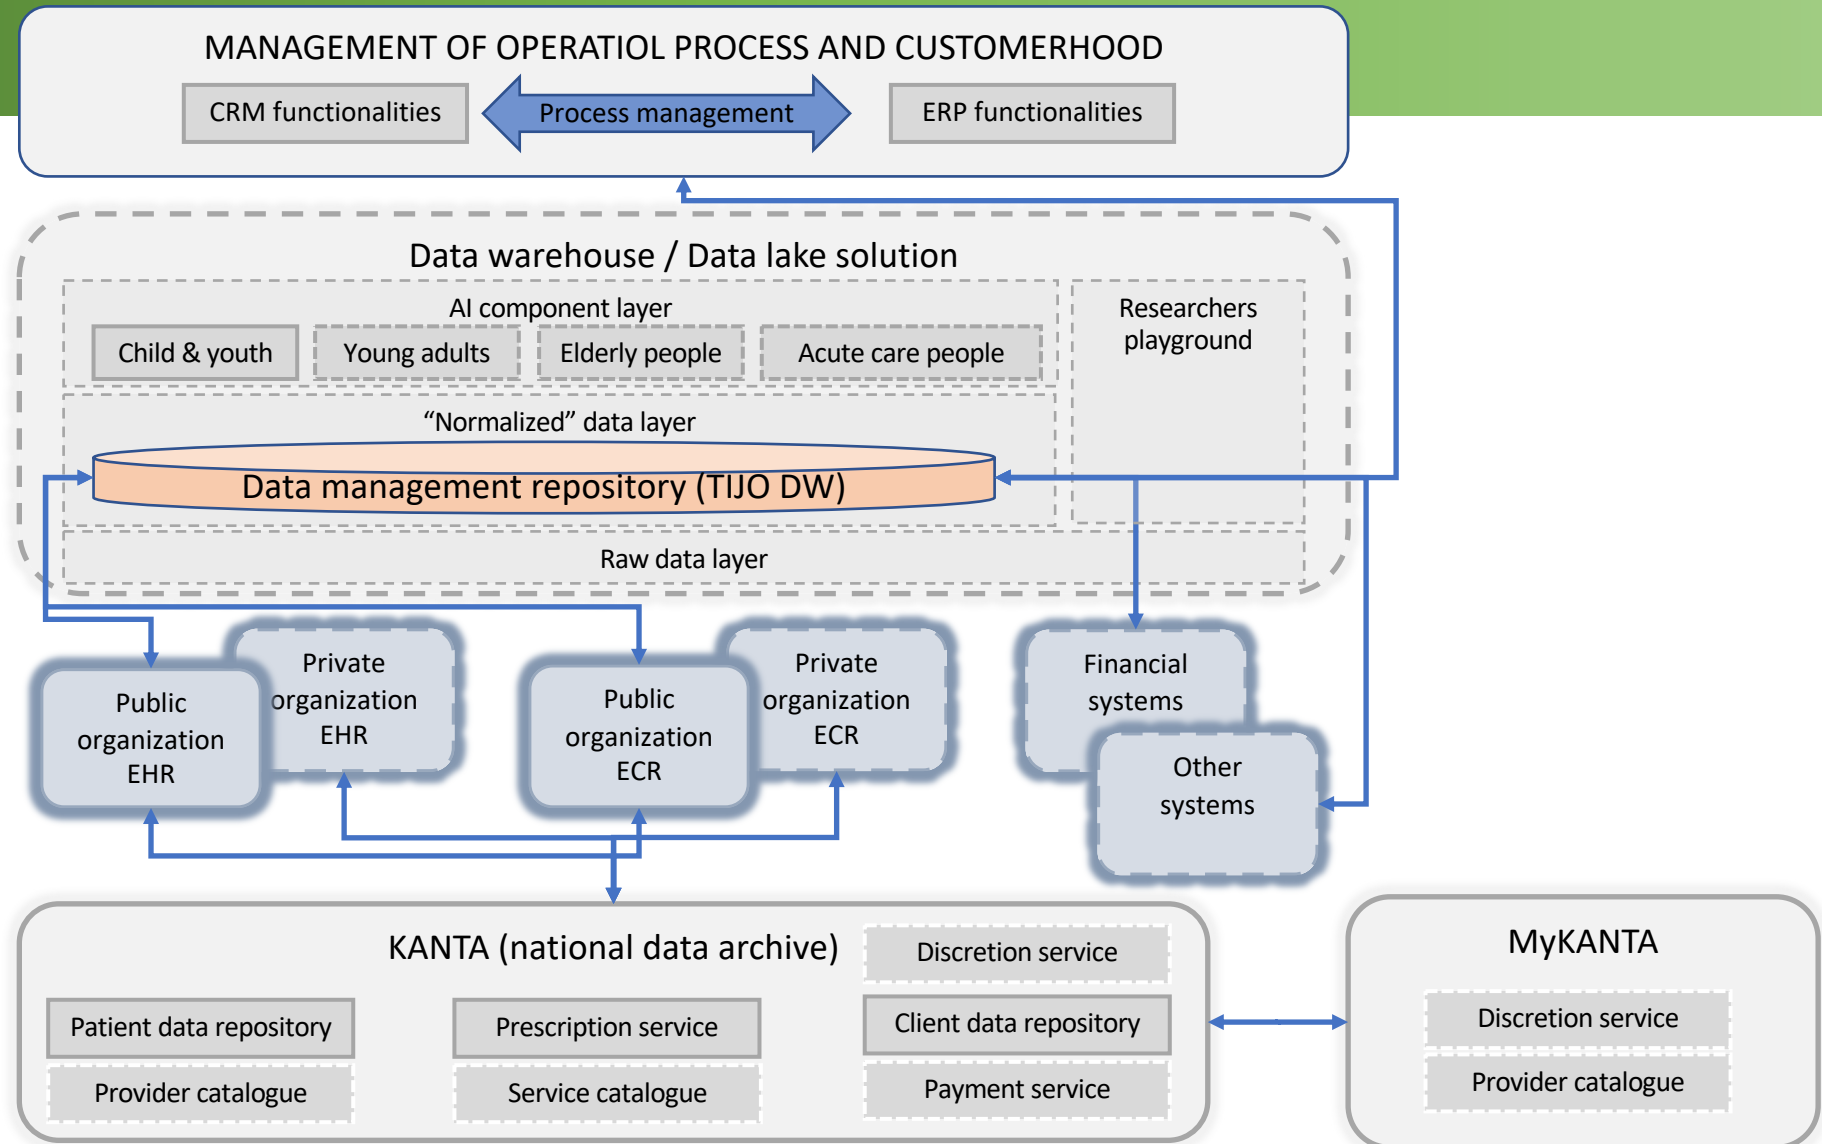 MANAGEMENT OF OPERATIOL PROCESS AND CUSTOMERHOOD
CRM functionalities
Process management
ERP functionalities
Data warehouse / Data lake solution
AI component layer
Child & youth
Young adults
Elderly people
Acute care people
Researchers
playground
“Normalized” data layer
Data management repository (TIJO DW)
Raw data layer
Public
organization
EHR
Private
organization
EHR
Public
organization
ECR
Private
organization
ECR
Financial
systems
Other
systems
KANTA (national data archive)
Discretion service
Patient data repository
Prescription service
Client data repository
Provider catalogue
Service catalogue
Payment service
MyKANTA
Discretion service
Provider catalogue